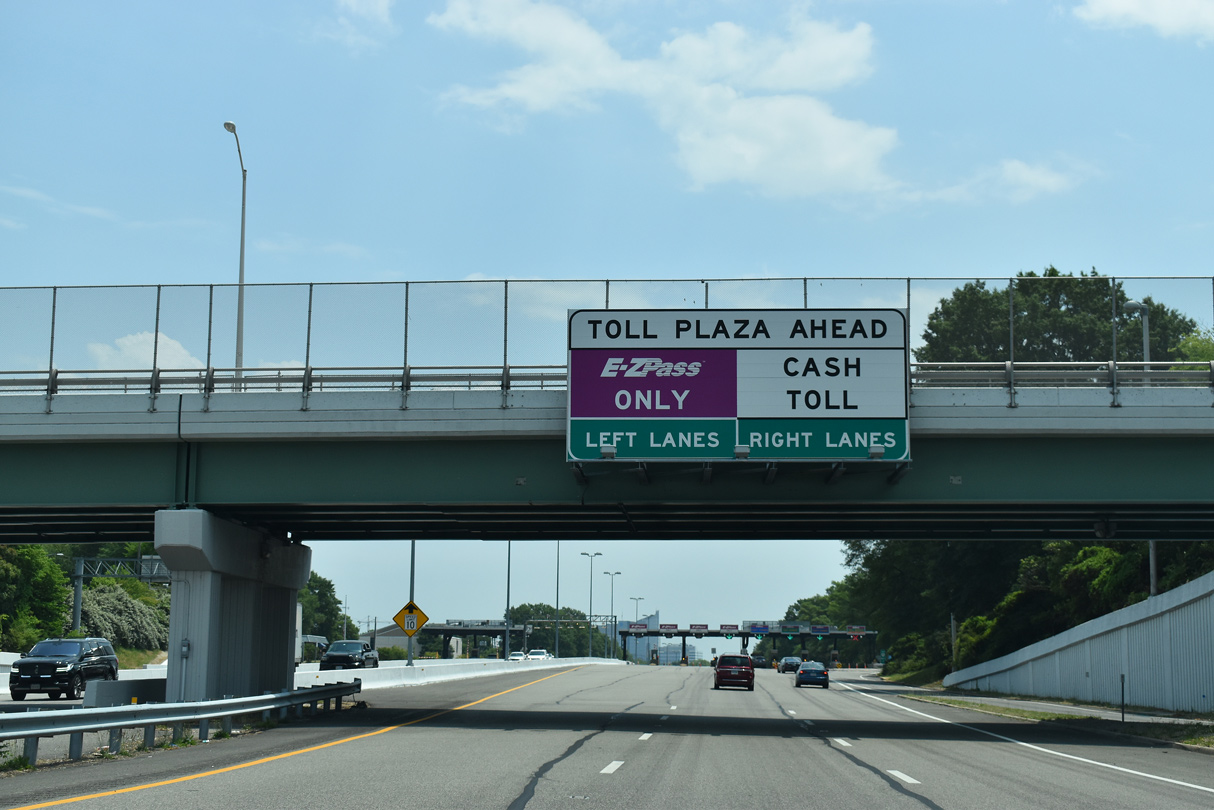 TOLL PLAZA AHEAD
E-ZPass
ONLY
CASH
TOLL
LEFT LANES
RIGHT LANES
10